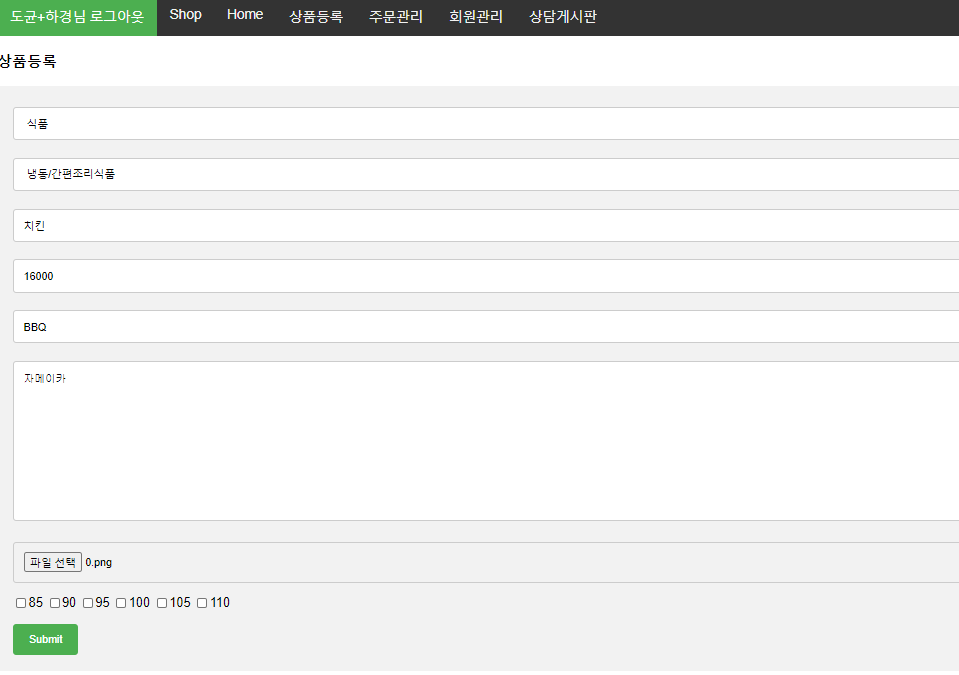 도균+하경님 로그아웃 Shop Home 상품등록 주문관리 회원관리 상담게시판
상품등록
식품
냉동/간편조리식품
치킨
16000
BBQ
자메이카
파일 선택 0.png
85 90 95 100 105 110
Submit